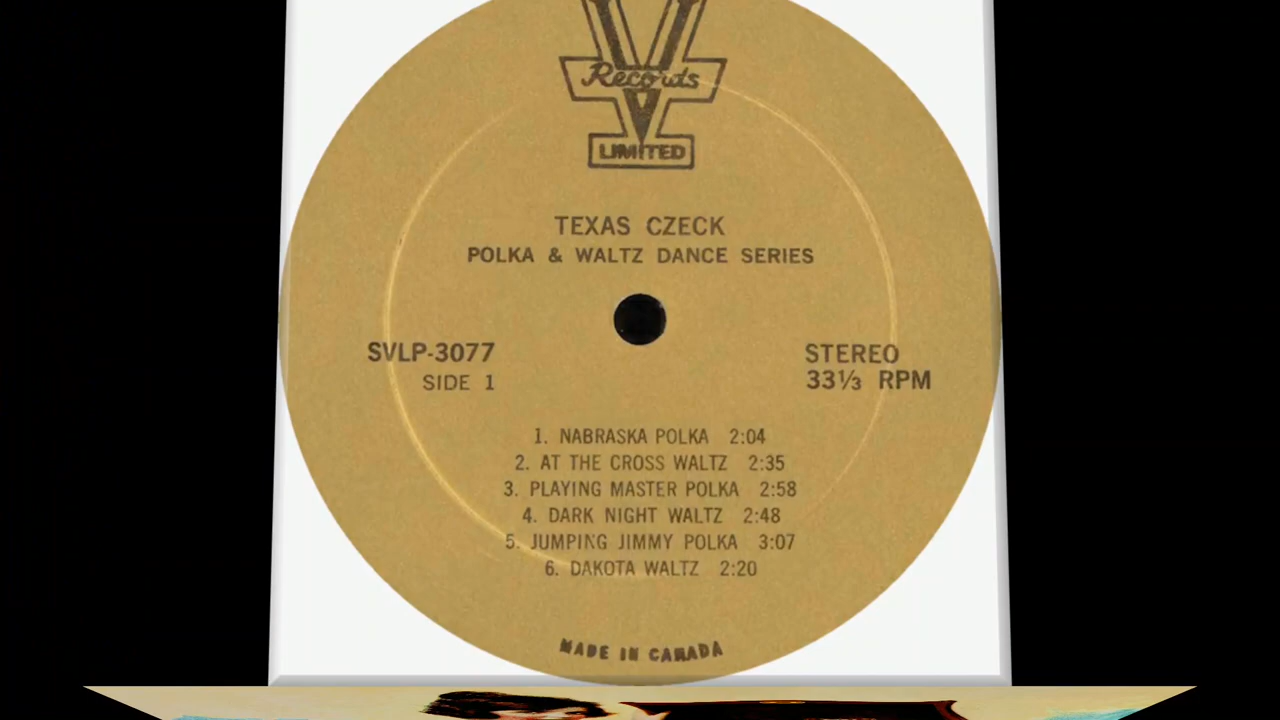 V
Records
LIMITED
TEXAS CZECK
POLKA & WALTZ DANCE SERIES
SVLP-3077
SIDE 1
STEREO
33⅓ RPM
1. NABRASKA POLKA 2:04
2. AT THE CROSS WALTZ 2:35
3. PLAYING MASTER POLKA 2:58
4. DARK NIGHT WALTZ 2:48
5. JUMPING JIMMY POLKA 3:07
6. DAKOTA WALTZ 2:20
MADE IN CANADA